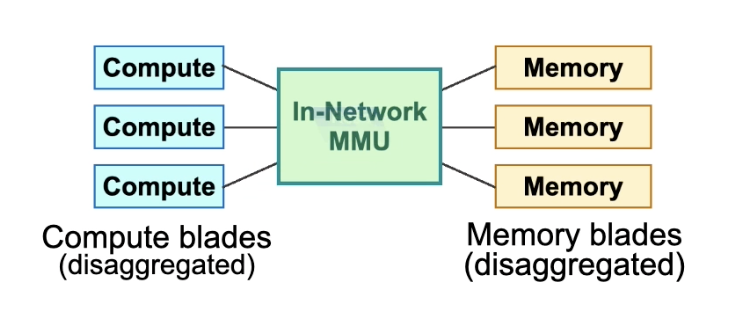 Compute
Compute
Compute
In-Network
MMU
Memory
Memory
Memory
Compute blades
(disaggregated)
Memory blades
(disaggregated)